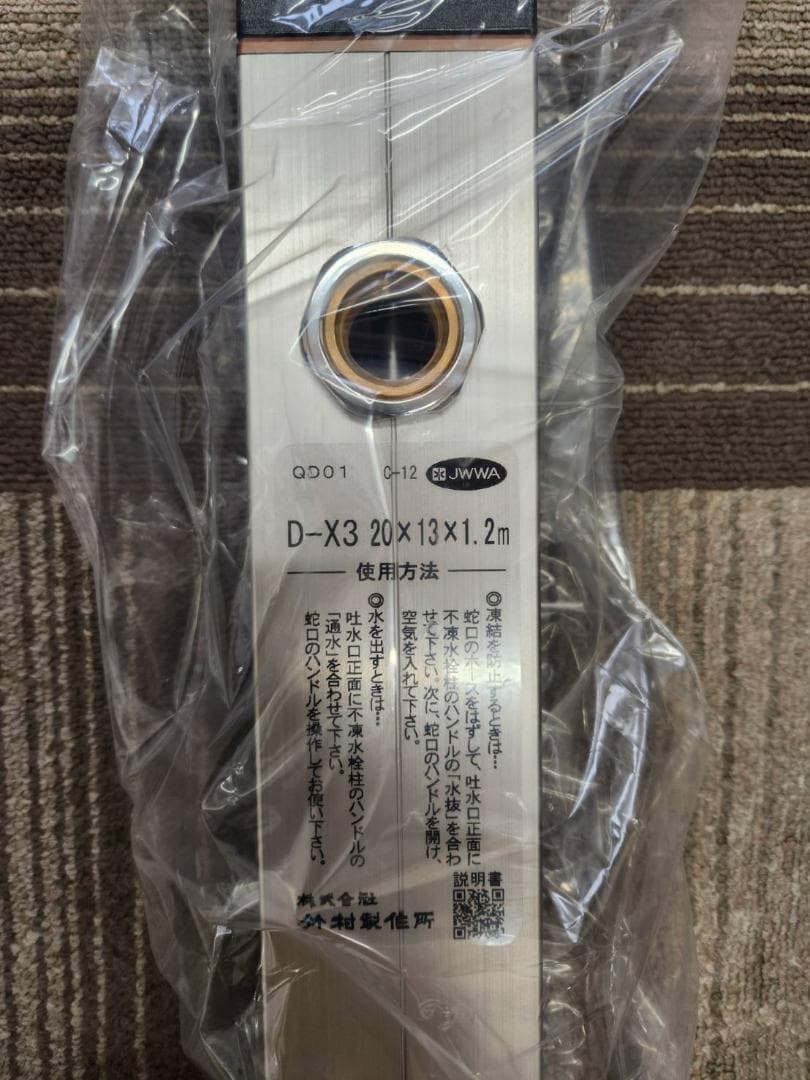 QD01 C-12 JWWA
D-X3 20×13×1.2m
使用方法
◎凍結を防止するときは…
蛇口のホースをはずして、吐水口正面に
不凍水栓柱のハンドルの「水抜」を合わ
せて下さい。次に、蛇口のハンドルを開け、
空気を入れて下さい。
◎水を出すときは…
吐水口正面に不凍水栓柱のハンドルの
「通水」を合わせて下さい。
蛇口のハンドルを操作してお使い下さい。
説明書
株式会社
竹村製作所